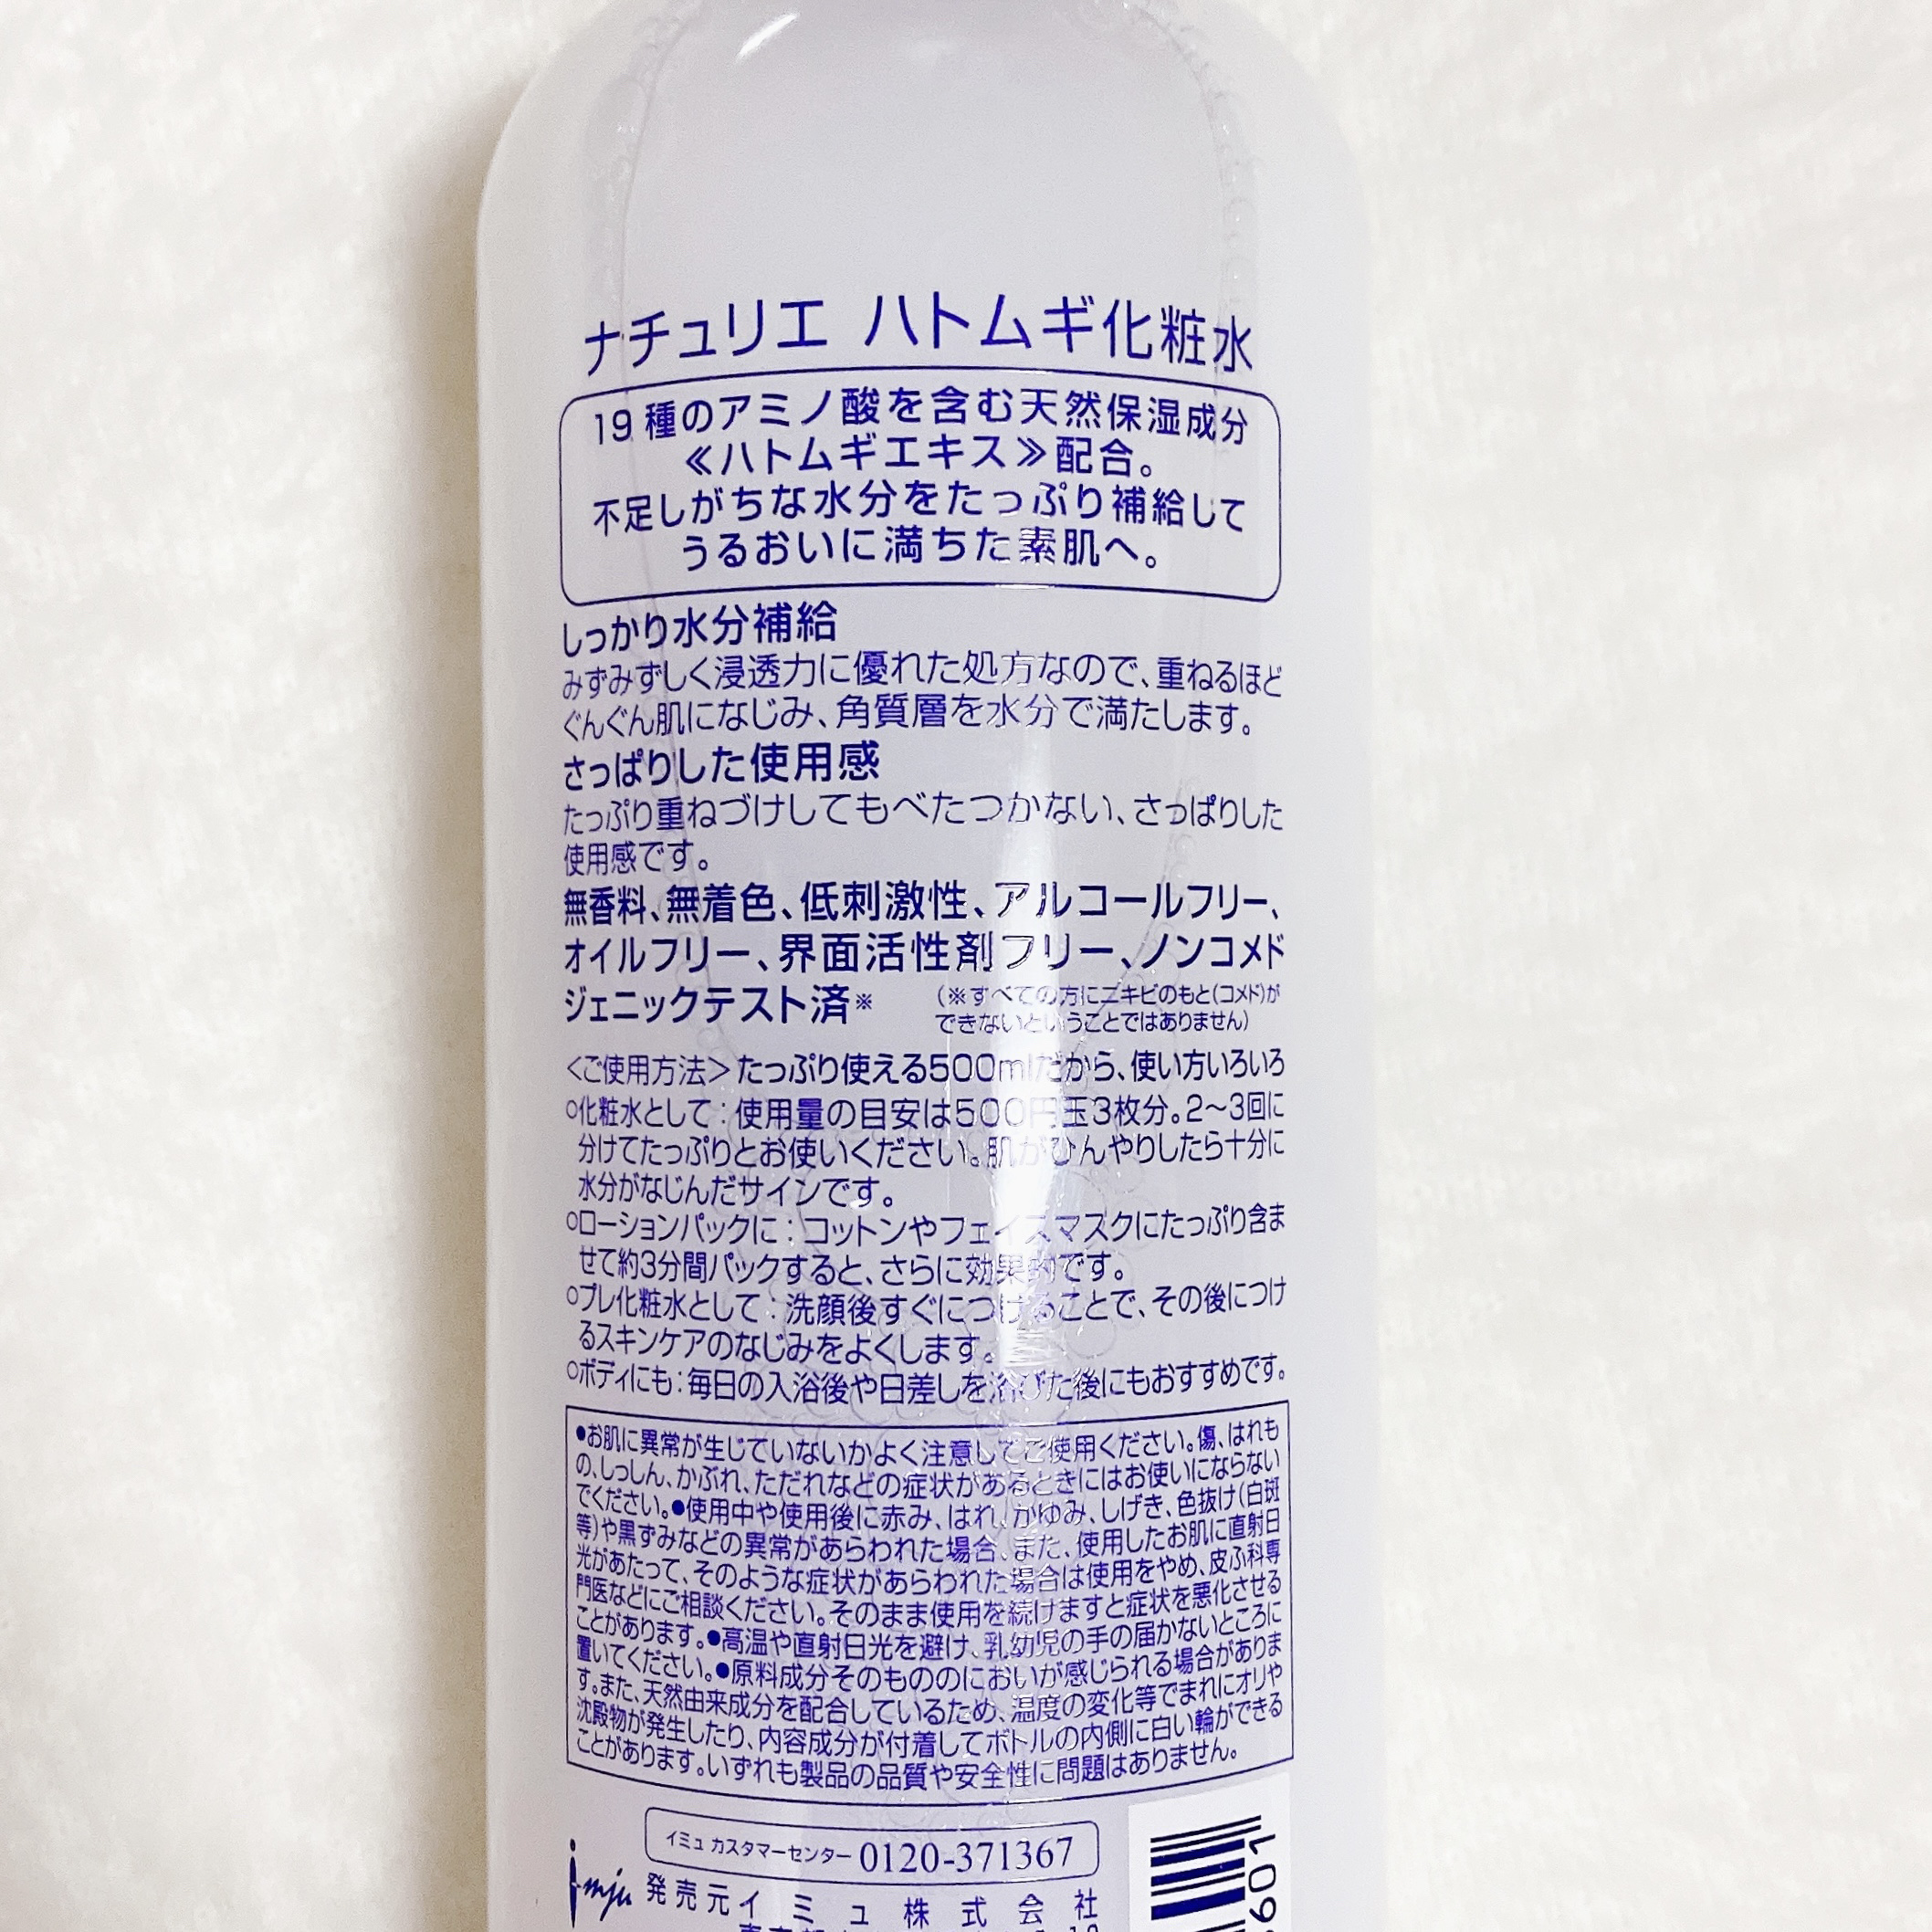 ナチュリエ ハトムギ化粧水
19種のアミノ酸を含む天然保湿成分
≪ハトムギエキス≫配合。
不足しがちな水分をたっぷり補給して
うるおいに満ちた素肌へ。
しっかり水分補給
みずみずしく浸透力に優れた処方なので、重ねるほど
ぐんぐん肌になじみ、角質層を水分で満たします。
さっぱりした使用感
たっぷり重ねづけしてもべたつかない、さっぱりした
使用感です。
無香料、無着色、低刺激性、アルコールフリー、
オイルフリー、界面活性剤フリー、ノンコメド
ジェニックテスト済※ (※すべての方にニキビのもと(コメド)が
できないということではありません)
<ご使用方法>たっぷり使える500mlだから、使い方いろいろ
○化粧水として:使用量の目安は500円玉3枚分。2〜3回に
分けてたっぷりとお使いください。肌がひんやりしたら十分に
水分がなじんだサインです。
○ローションパックに:コットンやフェイスマスクにたっぷり含ま
せて約3分間パックすると、さらに効果的です。
○プレ化粧水として:洗顔後すぐにつけることで、その後につけ
るスキンケアのなじみをよくします。
○ボディにも:毎日の入浴後や日差しを浴びた後にもおすすめです。
●お肌に異常が生じていないかよく注意してご使用ください。傷、はれも
の、しっしん、かぶれ、ただれなどの症状があるときにはお使いにならない
でください。●使用中や使用後に赤み、はれ、かゆみ、しげき、色抜け(白斑
等)や黒ずみなどの異常があらわれた場合、また、使用したお肌に直射日
光があたって、そのような症状があらわれた場合は使用をやめ、皮ふ科専
門医などにご相談ください。そのまま使用を続けますと症状を悪化させる
ことがあります。●高温や直射日光を避け、乳幼児の手の届かないところに
置いてください。●原料成分そのもののにおいが感じられる場合がありま
す。また、天然由来成分を配合しているため、温度の変化等でまれにオリや
沈殿物が発生したり、内容成分が付着してボトルの内側に白い輪ができる
ことがあります。いずれも製品の品質や安全性に問題はありません。
イミュ カスタマーセンター 0120-371367
imju 発売元イミュ株式会社